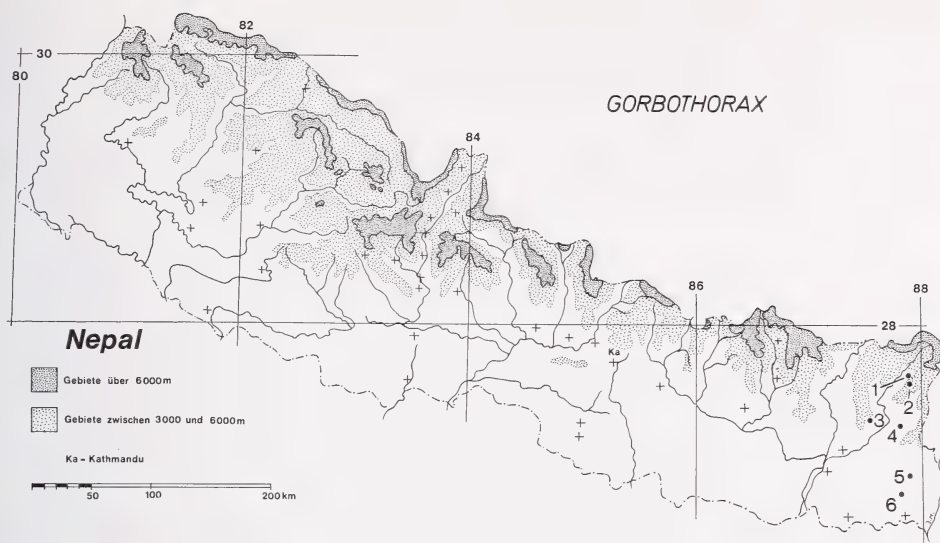 82
30
80
GORBOTHORAX
84
86
88
28
Nepal
Ka
Gebiete über 6000m
1
2
Gebiete zwischen 3000 und 6000m
3
4
Ka - Kathmandu
5
50 100 200 km
6